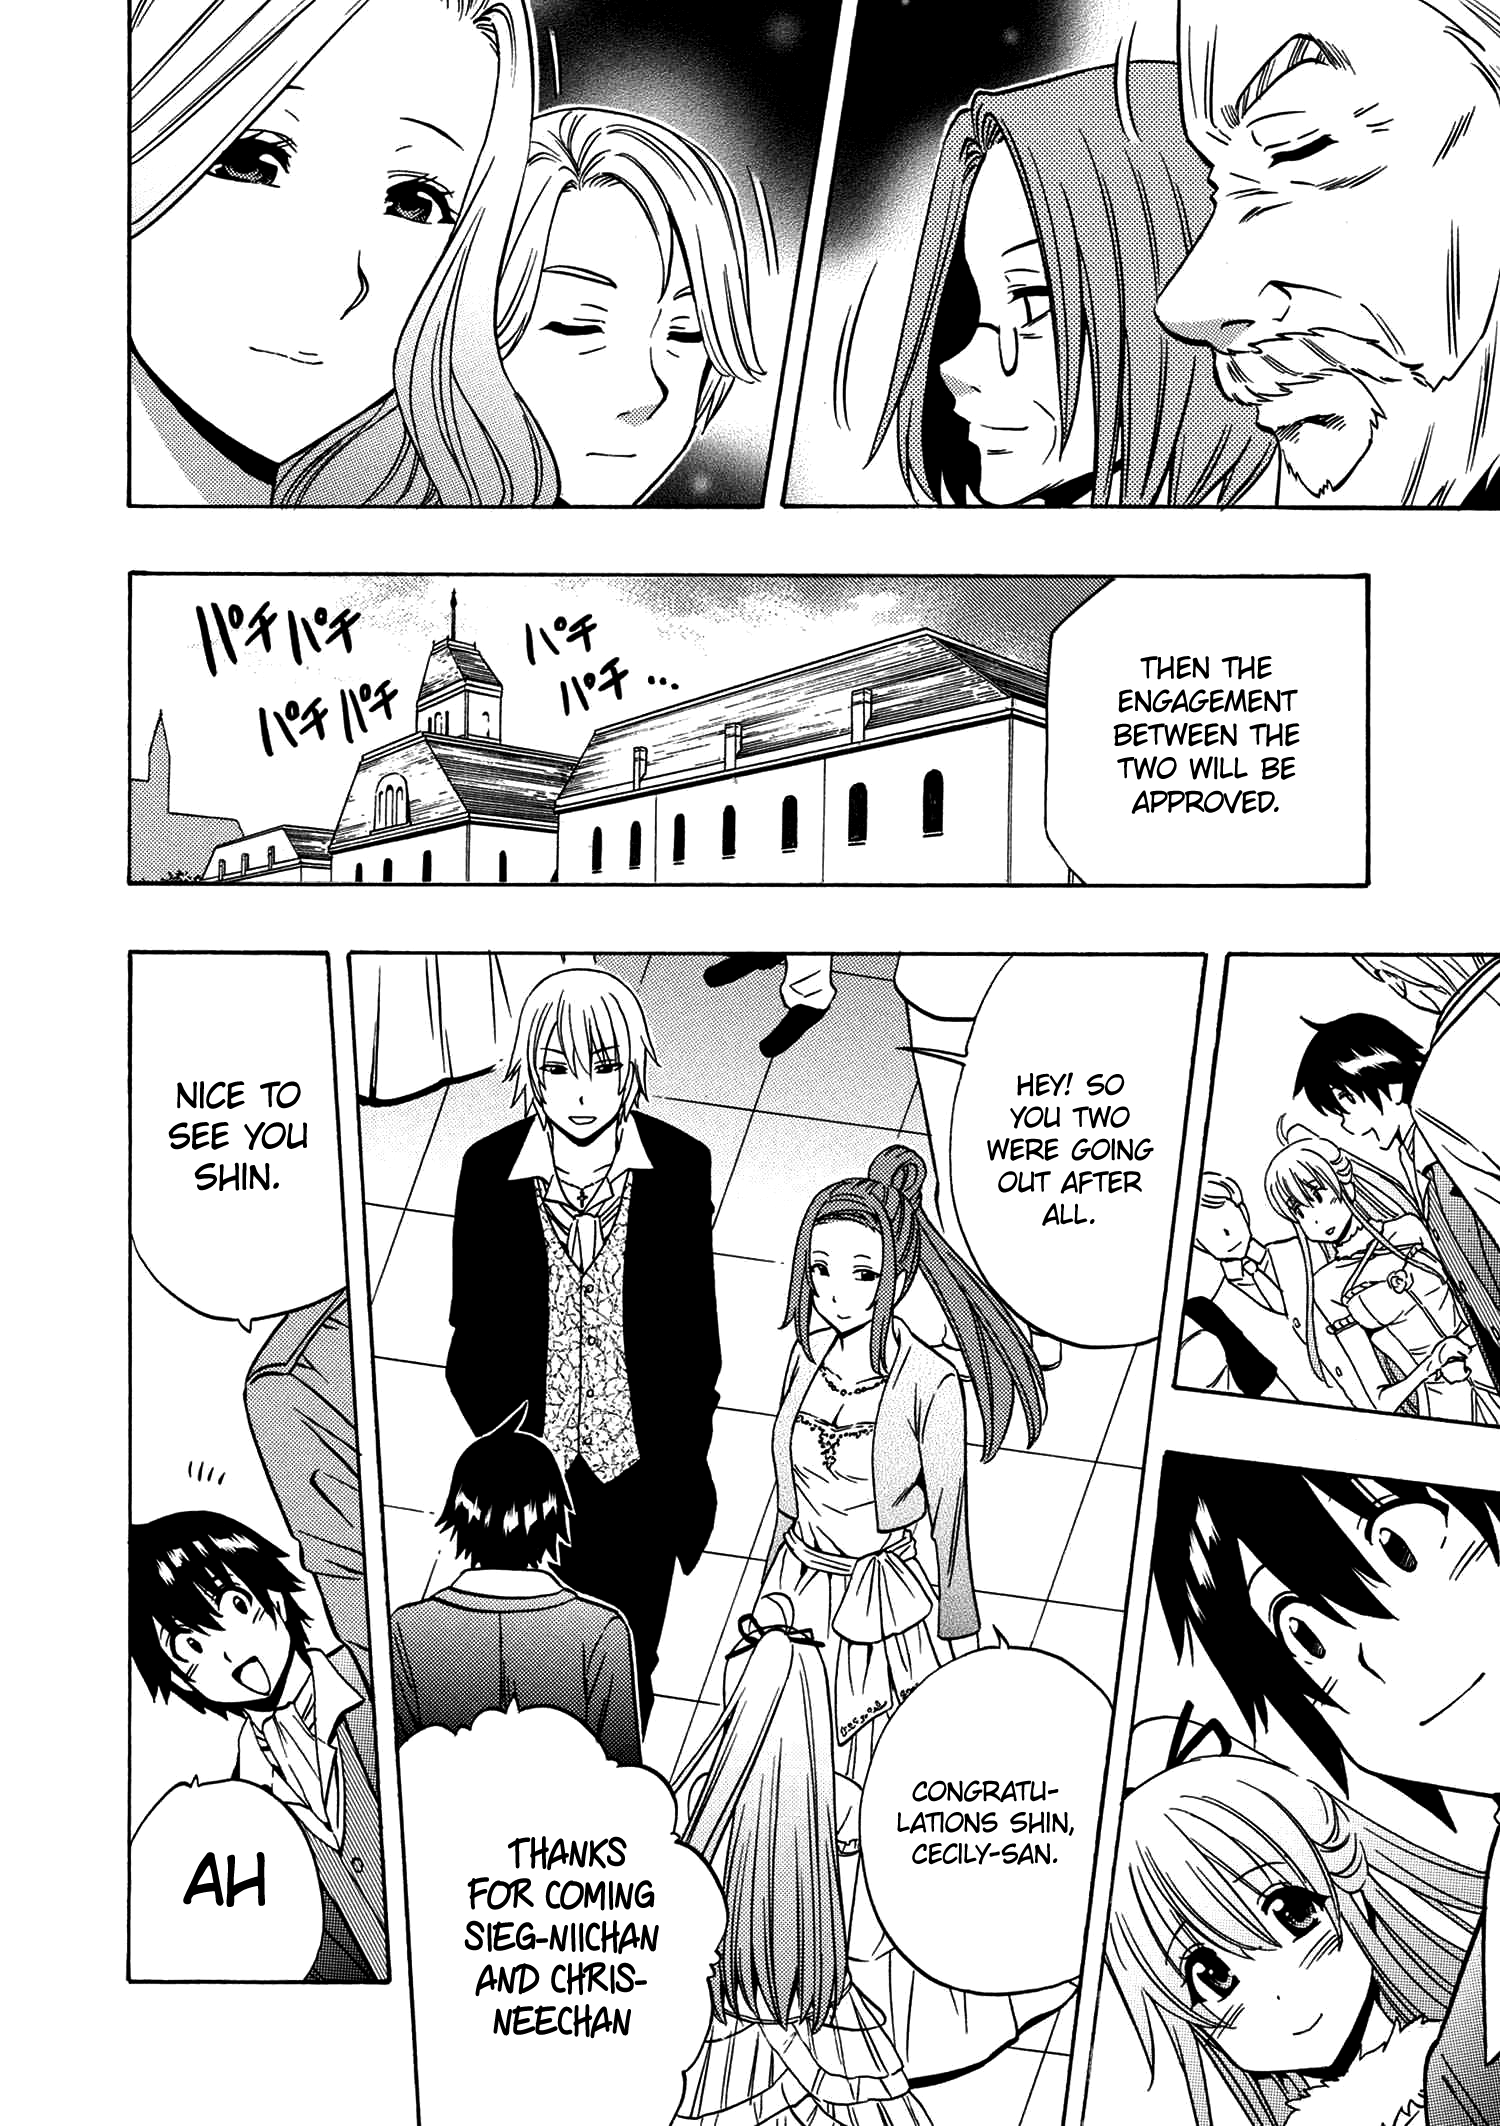 THEN THE
ENGAGEMENT
BETWEEN THE
TWO WILL BE
APPROVED.
パチ パチ
パチ
パチ...
パチ パチ
HEY! SO
YOU TWO
WERE GOING
OUT AFTER
ALL.
CONGRATU-
LATIONS SHIN,
CECILY-SAN.
THANKS
FOR COMING
SIEG-NIICHAN
AND CHRIS-
NEECHAN
NICE TO
SEE YOU
SHIN.
AH